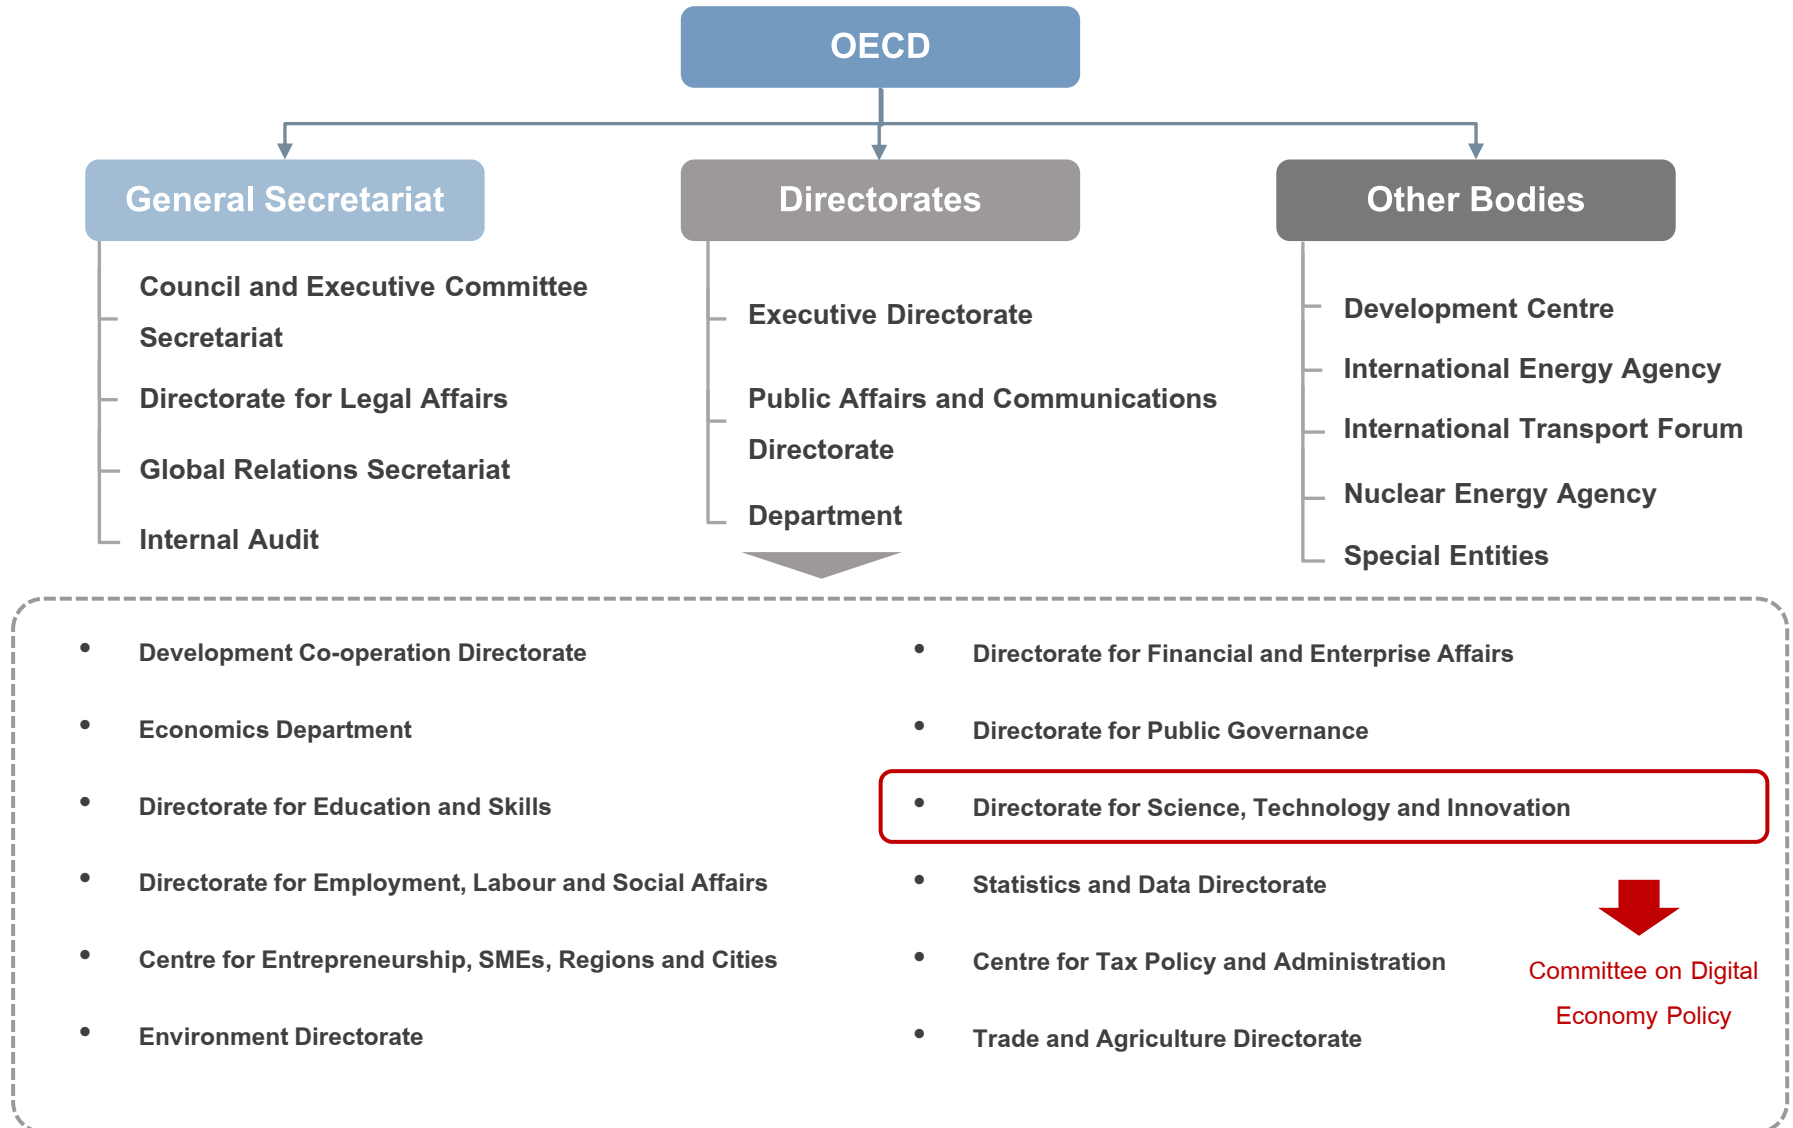 OECD
General Secretariat
Council and Executive Committee
Secretariat
Directorate for Legal Affairs
Global Relations Secretariat
Internal Audit
Directorates
Executive Directorate
Public Affairs and Communications
Directorate
Department
Other Bodies
Development Centre
International Energy Agency
International Transport Forum
Nuclear Energy Agency
Special Entities
• Development Co-operation Directorate
• Economics Department
• Directorate for Education and Skills
• Directorate for Employment, Labour and Social Affairs
• Centre for Entrepreneurship, SMEs, Regions and Cities
• Environment Directorate
• Directorate for Financial and Enterprise Affairs
• Directorate for Public Governance
• Directorate for Science, Technology and Innovation
• Statistics and Data Directorate
• Centre for Tax Policy and Administration
• Trade and Agriculture Directorate
Committee on Digital
Economy Policy